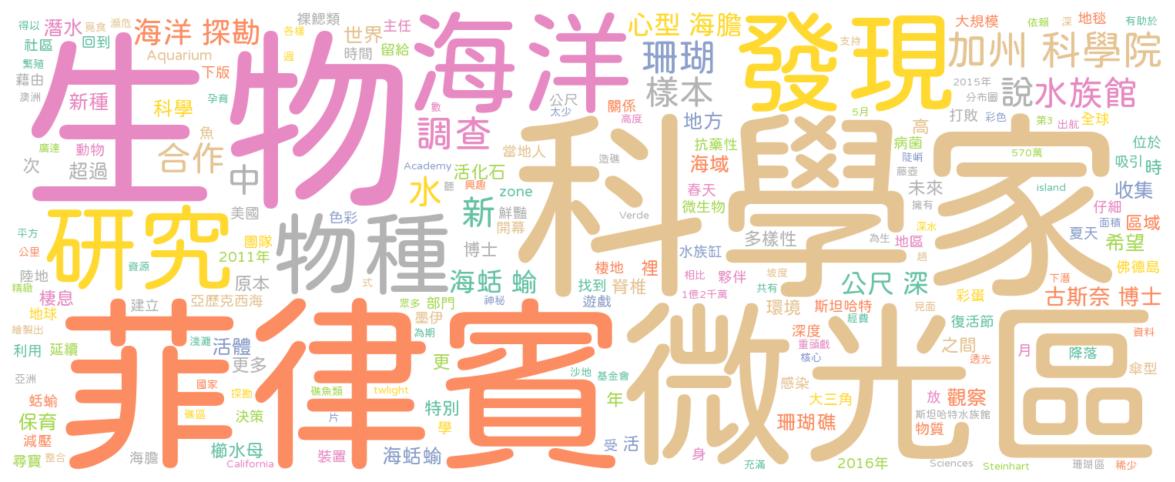 得以 覓食 瀕危 潛水 海洋 探勘 各樣 裸鰓類 主任 海洋 心型 海膽 支持 發現 大規模 依賴 深 地毯 有助於
社區 回到 Aquarium 週 世界 留給 時間 珊瑚 加州 科學院
繁殖 藉由 下版 生物
澳洲 新種 孕育 科學 數 公尺 太少 關係 樣本 2015年 分布圖 說 水族館
廣達 動物 魚 調查 高度 地方 打敗 彩色 第3 出航 全球
次 超過 合作 中 當地人 造礁 科學家 抗藥性 病菌 高 陡峭 570萬 位於
Academy 活化石 海域 藤壺 吸引 時
水 聽 興趣 zone 春天 未來 island 收集
平方 研究 美國 色彩 物種 新 鮮豔 開幕 Verde 微生物 擁有 仔細 面積 區域
公里 團隊 2011年 博士 水族缸 多樣性 深水 為生 地區 趟 夏天 希望
精緻 陸地 資源 原本 海蛞 蝓 棲地 裡 找到 脊椎 相比 夥伴 坡度 共有 公尺 深 下潛 佛德島
棲息 建立 亞歷克西海 式 眾多 部門 神秘 遊戲 1億2千萬 環境 斯坦哈特 見面 彩蛋 古斯奈 博士
地球 繪製出 墨伊 為期 經費 復活節 資料
利用 延續 淺灘 活體 菲律賓 深度 重頭戲 微光區 之間 月 降落
亞洲 更多 更 沙地 核心 透光 傘型
蛞蝓 國家 探勘 礁魚類 twlight 基金會 感染 大三角 放 觀察
保育 礁區 決策 片 特別 年 斯坦哈特水族館
減壓 學 珊瑚礁 物質
尋寶 整合 海膽 櫛水母 California 裝置 海蛞蝓 受 活 身 充滿 2016年 Sciences Steinhart 珊瑚區 稀少
5月